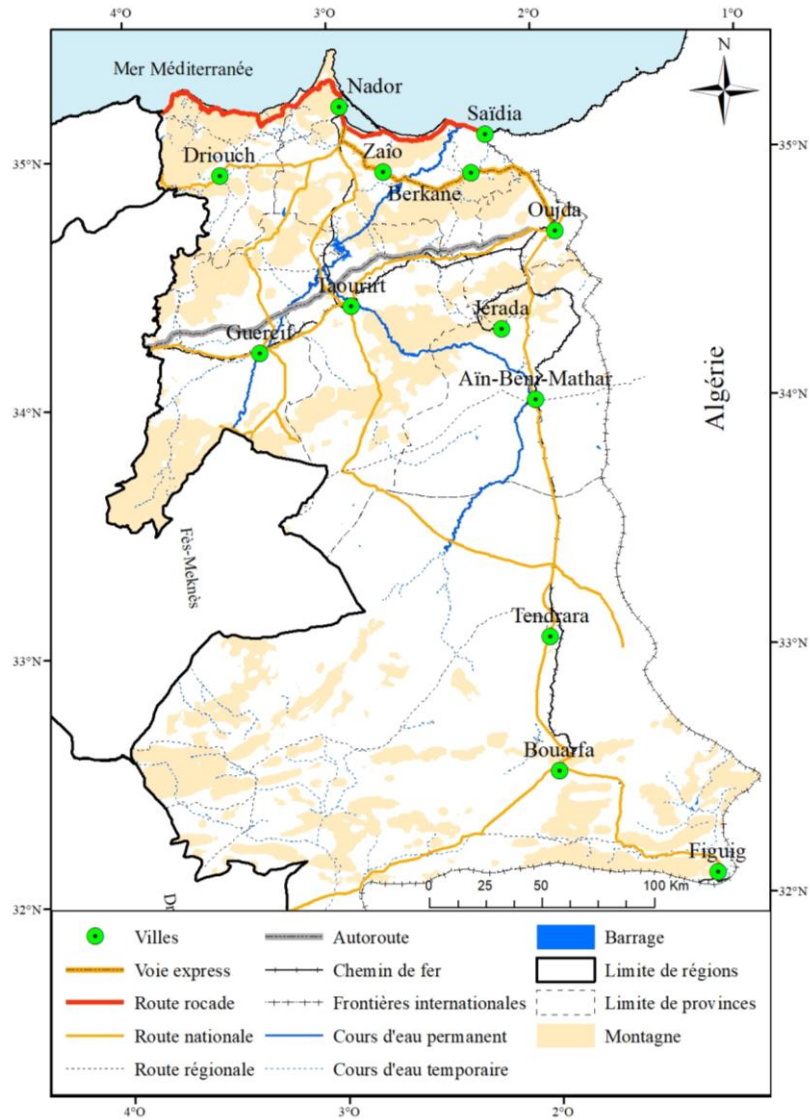 4°O
3°O
2°O
1°O
Mer Méditerranée
N
Nador
Saïdia
35°N
35°N
Driouch
Zaîo
Berkane
Oujda
Taourirt
Jerada
Guercif
Aïn-Beni-Mathar
Algérie
34°N
34°N
Fès-Meknès
Tendrara
33°N
33°N
Bouarfa
Figuig
0 25 50 100 Km
32°N
32°N
Dr
Villes
Autoroute
Barrage
Voie express
Chemin de fer
Limite de régions
Route rocade
Frontières internationales
Limite de provinces
Route nationale
Cours d'eau permanent
Montagne
Route régionale
Cours d'eau temporaire
4°O
3°O
2°O